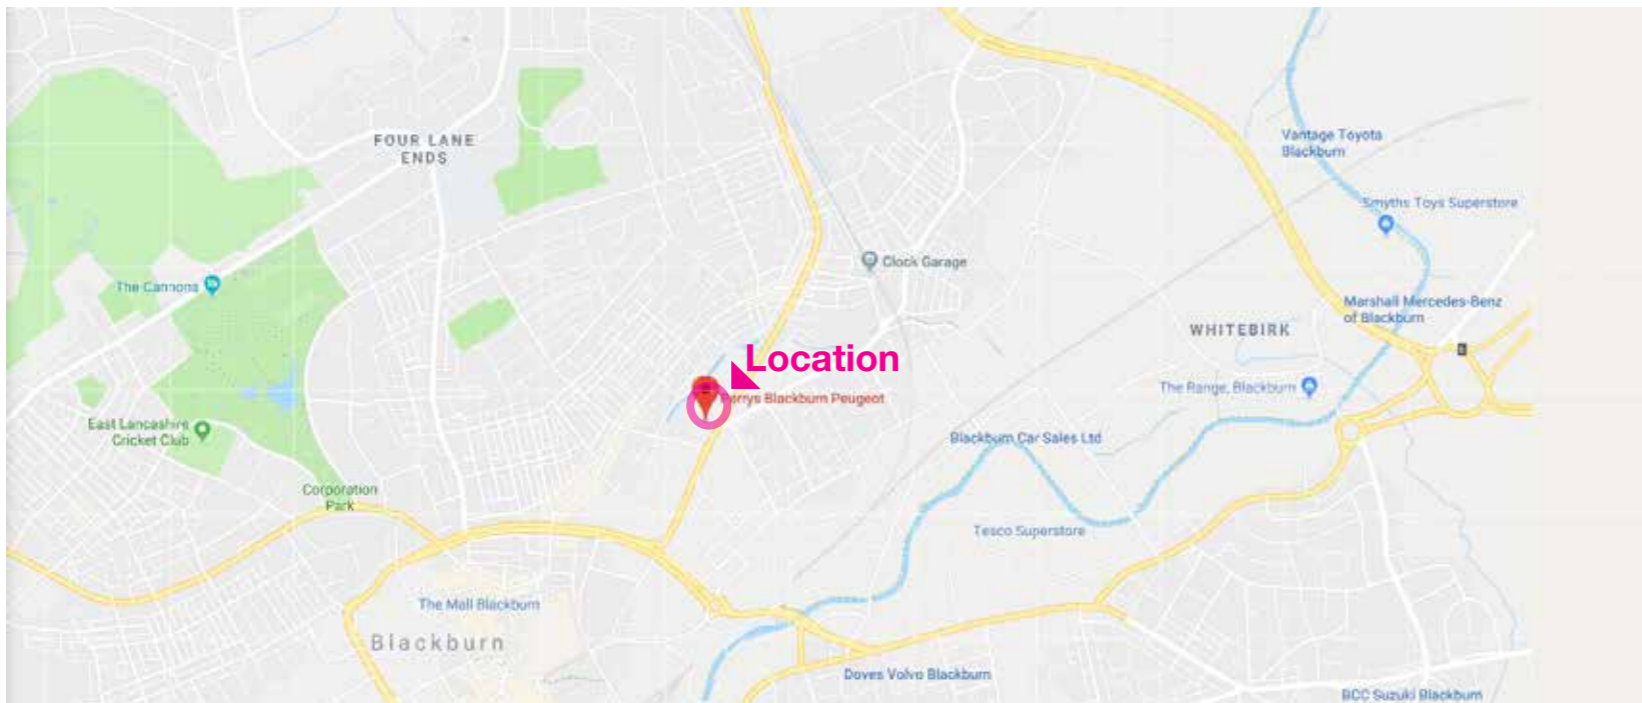 FOUR LANE
ENDS
Vantage Toyota
Blackburn
Smyths Toys Superstore
Clock Garage
The Cannons
Marshall Mercedes-Benz
of Blackburn
WHITEBIRK
Location
The Range, Blackburn
Perrys Blackburn Peugeot
East Lancashire
Cricket Club
Blackburn Car Sales Ltd
Corporation
Park
Tesco Superstore
The Mall Blackburn
Blackburn
Doves Volvo Blackburn
BCC Suzuki Blackburn